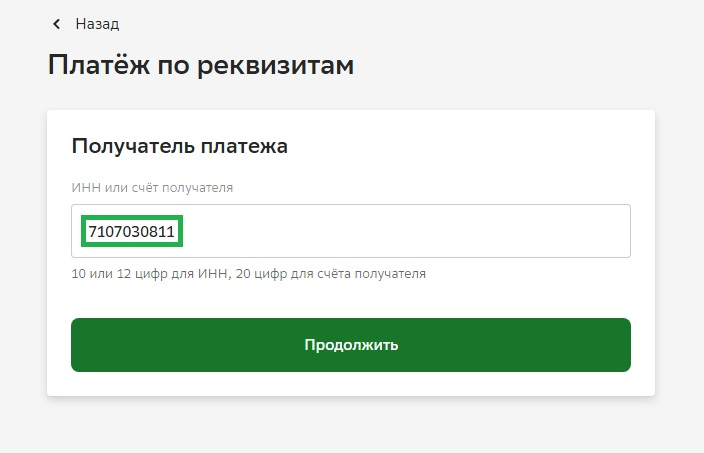 Назад
Платёж по реквизитам
Получатель платежа
ИНН или счёт получателя
7107030811
10 или 12 цифр для ИНН, 20 цифр для счёта получателя
Продолжить